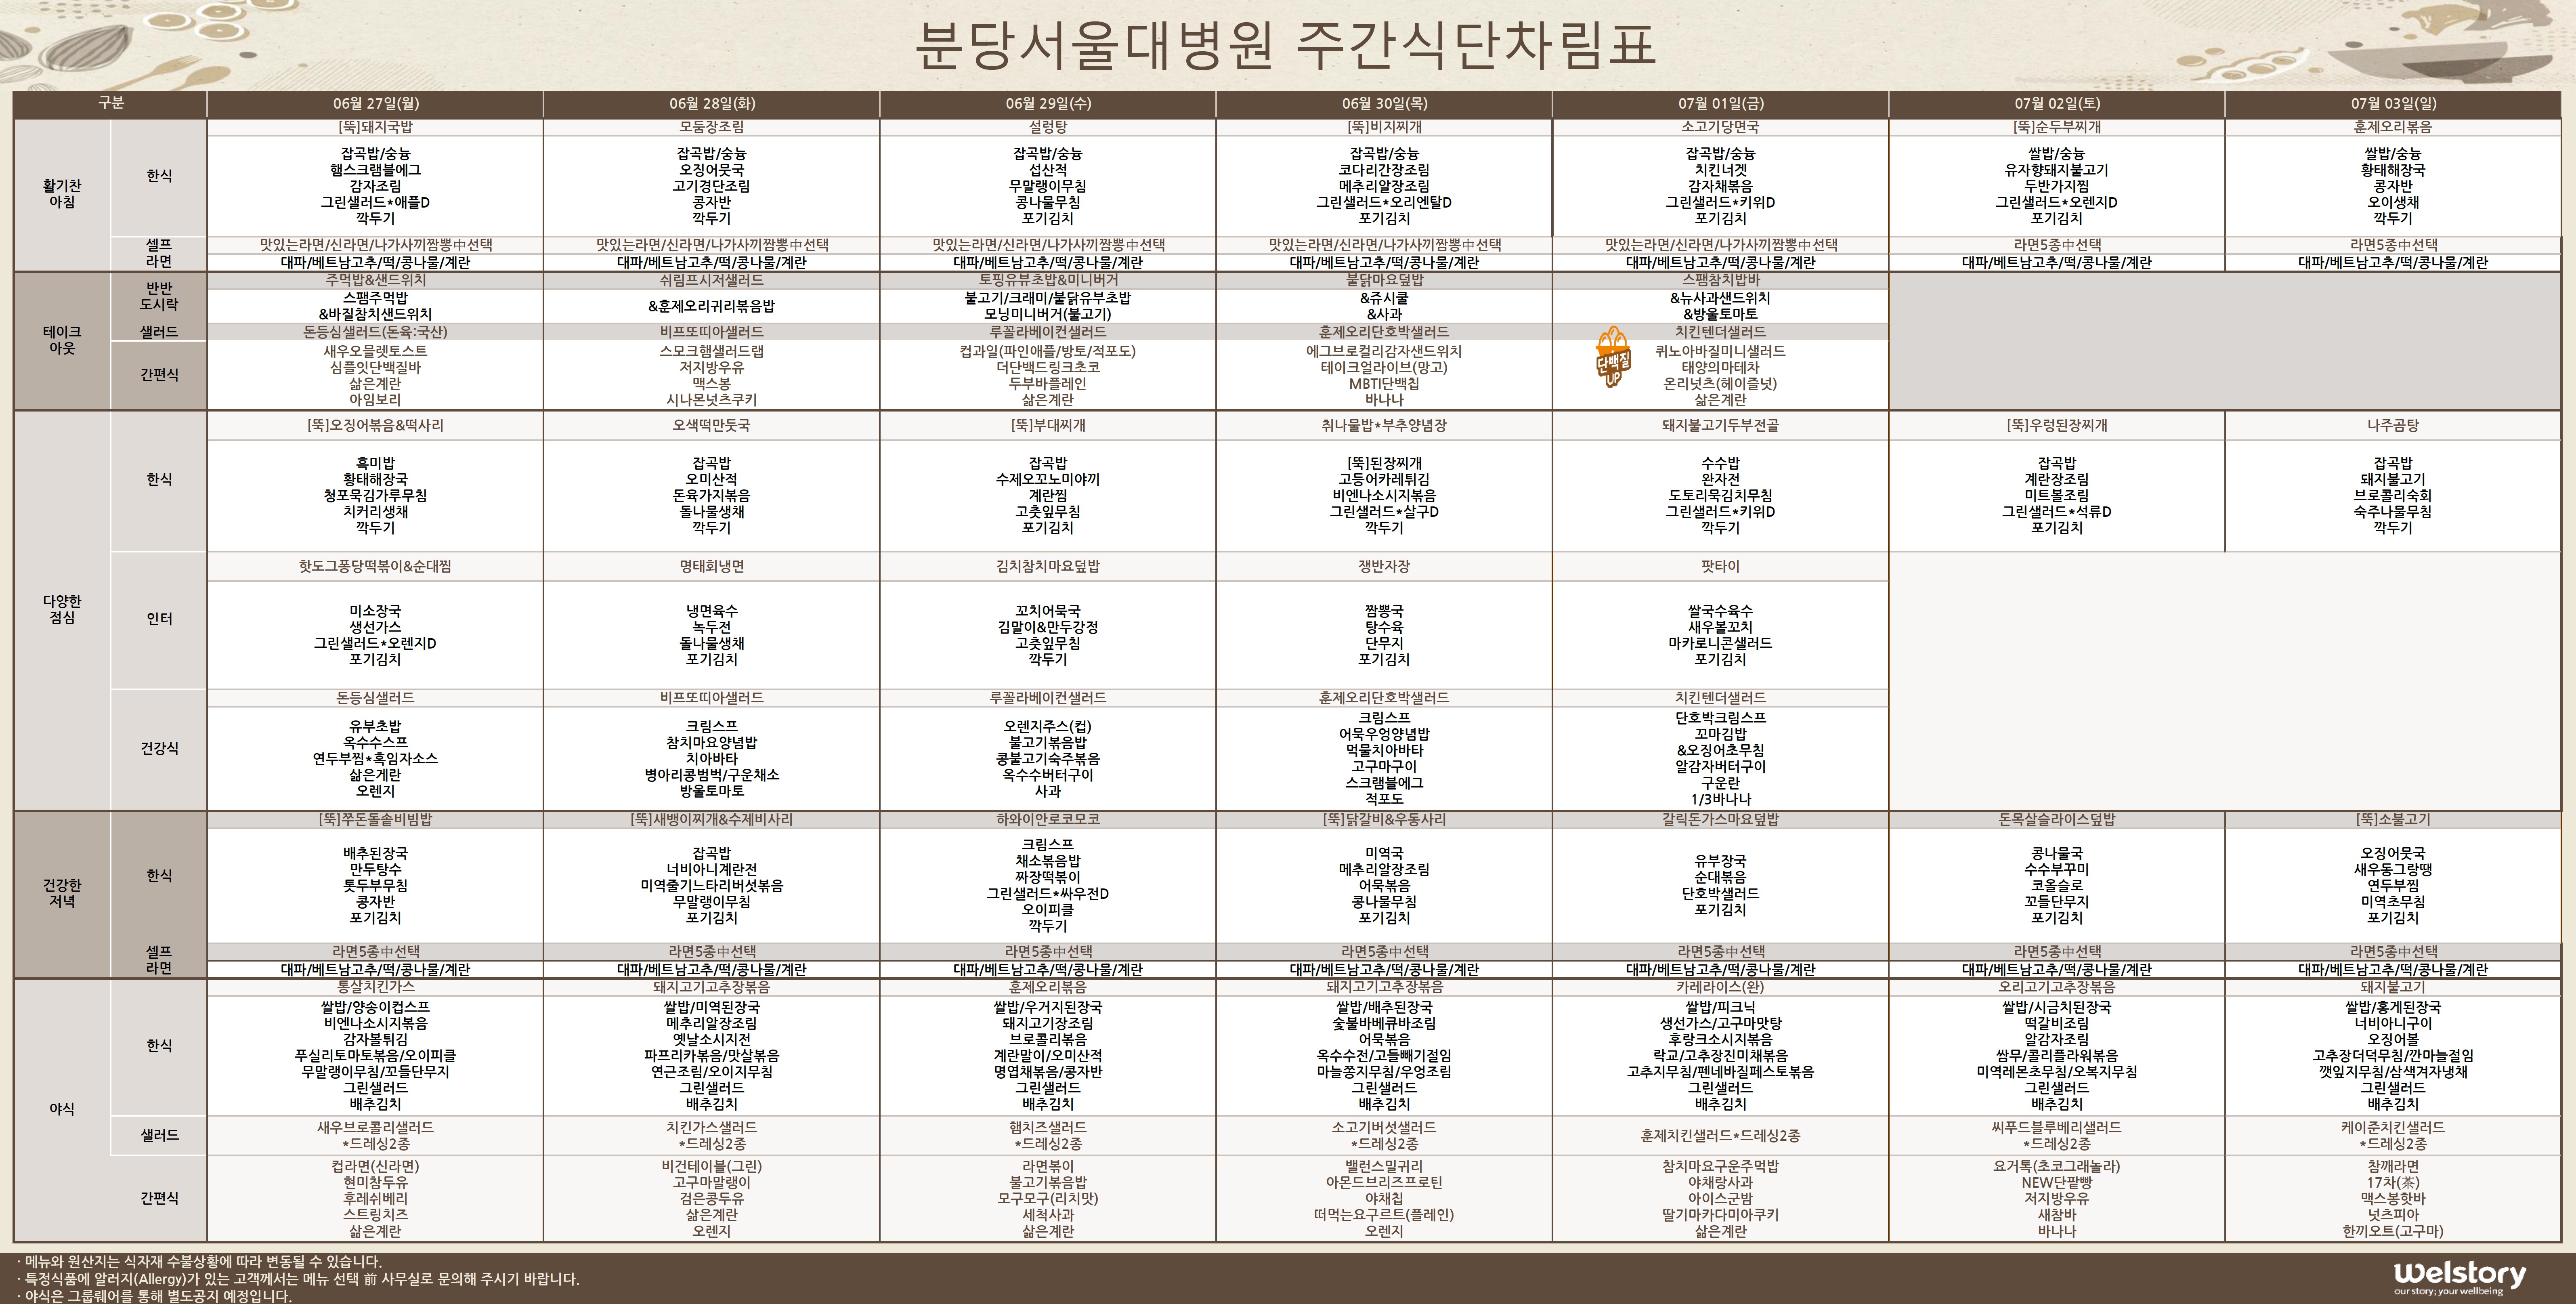 분당서울대병원 주간식단차림표
구분
06월 27일(월)
06월 28일(화)
06월 29일(수)
06월 30일(목)
07월 01일(금)
07월 02일(토)
07월 03일(일)
활기찬
아침
한식
[뚝]돼지국밥
모둠장조림
설렁탕
[뚝]비지찌개
소고기당면국
[뚝]순두부찌개
훈제오리볶음
잡곡밥/숭늉
햄스크램블에그
감자조림
그린샐러드*애플D
깍두기
잡곡밥/숭늉
오징어뭇국
고기경단조림
콩자반
깍두기
잡곡밥/숭늉
섭산적
무말랭이무침
콩나물무침
포기김치
잡곡밥/숭늉
코다리간장조림
메추리알장조림
그린샐러드*오리엔탈D
포기김치
잡곡밥/숭늉
치킨너겟
감자채볶음
그린샐러드*키위D
포기김치
쌀밥/숭늉
유자향돼지불고기
두반가지찜
그린샐러드*오렌지D
포기김치
쌀밥/숭늉
황태해장국
콩자반
오이생채
깍두기
셀프
라면
맛있는라면/신라면/나가사끼짬뽕中선택
맛있는라면/신라면/나가사끼짬뽕中선택
맛있는라면/신라면/나가사끼짬뽕中선택
맛있는라면/신라면/나가사끼짬뽕中선택
맛있는라면/신라면/나가사끼짬뽕中선택
라면5종中선택
라면5종中선택
대파/베트남고추/떡/콩나물/계란
대파/베트남고추/떡/콩나물/계란
대파/베트남고추/떡/콩나물/계란
대파/베트남고추/떡/콩나물/계란
대파/베트남고추/떡/콩나물/계란
대파/베트남고추/떡/콩나물/계란
대파/베트남고추/떡/콩나물/계란
테이크
아웃
반반
도시락
주먹밥&샌드위치
쉬림프시저샐러드
토핑유뷰초밥&미니버거
불닭마요덮밥
스팸참치밥바
스팸주먹밥
&바질참치샌드위치
&훈제오리귀리볶음밥
불고기/크래미/불닭유부초밥
모닝미니버거(불고기)
&쥬시쿨
&사과
&뉴사과샌드위치
&방울토마토
샐러드
돈등심샐러드(돈육:국산)
비프또띠아샐러드
루꼴라베이컨샐러드
훈제오리단호박샐러드
치킨텐더샐러드
간편식
새우오믈렛토스트
심플잇단백질바
삶은계란
아임보리
스모크햄샐러드랩
저지방우유
맥스봉
시나몬넛츠쿠키
컵과일(파인애플/방토/적포도)
더단백드링크초코
두부바플레인
삶은계란
에그브로컬리감자샌드위치
테이크얼라이브(망고)
MBTI단백칩
바나나
단백질
UP
퀴노아바질미니샐러드
태양의마테차
온리넛츠(헤이즐넛)
삶은계란
다양한
점심
한식
[뚝]오징어볶음&떡사리
오색떡만둣국
[뚝]부대찌개
취나물밥*부추양념장
돼지불고기두부전골
[뚝]우렁된장찌개
나주곰탕
흑미밥
황태해장국
청포묵김가루무침
치커리생채
깍두기
잡곡밥
오미산적
돈육가지볶음
돌나물생채
깍두기
잡곡밥
수제오꼬노미야끼
계란찜
고춧잎무침
포기김치
[뚝]된장찌개
고등어카레튀김
비엔나소시지볶음
그린샐러드*살구D
깍두기
수수밥
완자전
도토리묵김치무침
그린샐러드*키위D
깍두기
잡곡밥
계란장조림
미트볼조림
그린샐러드*석류D
포기김치
잡곡밥
돼지불고기
브로콜리숙회
숙주나물무침
깍두기
인터
핫도그퐁당떡볶이&순대찜
명태회냉면
김치참치마요덮밥
쟁반자장
팟타이
미소장국
생선가스
그린샐러드*오렌지D
포기김치
냉면육수
녹두전
돌나물생채
포기김치
꼬치어묵국
김말이&만두강정
고춧잎무침
깍두기
짬뽕국
탕수육
단무지
포기김치
쌀국수육수
새우볼꼬치
마카로니콘샐러드
포기김치
건강식
돈등심샐러드
비프또띠아샐러드
루꼴라베이컨샐러드
훈제오리단호박샐러드
치킨텐더샐러드
유부초밥
옥수수스프
연두부찜*흑임자소스
삶은게란
오렌지
크림스프
참치마요양념밥
치아바타
병아리콩범벅/구운채소
방울토마토
오렌지주스(컵)
불고기볶음밥
콩불고기숙주볶음
옥수수버터구이
사과
크림스프
어묵우엉양념밥
먹물치아바타
고구마구이
스크램블에그
적포도
단호박크림스프
꼬마김밥
&오징어초무침
알감자버터구이
구운란
1/3바나나
건강한
저녁
한식
[뚝]쭈돈돌솥비빔밥
[뚝]새뱅이찌개&수제비사리
하와이안로코모코
[뚝]닭갈비&우동사리
갈릭돈가스마요덮밥
돈목살슬라이스덮밥
[뚝]소불고기
배추된장국
만두탕수
톳두부무침
콩자반
포기김치
잡곡밥
너비아니계란전
미역줄기느타리버섯볶음
무말랭이무침
포기김치
크림스프
채소볶음밥
짜장떡볶이
그린샐러드*싸우전D
오이피클
깍두기
미역국
메추리알장조림
어묵볶음
콩나물무침
포기김치
유부장국
순대볶음
단호박샐러드
포기김치
콩나물국
수수부꾸미
코올슬로
꼬들단무지
포기김치
오징어뭇국
새우동그랑땡
연두부찜
미역초무침
포기김치
셀프
라면
라면5종中선택
라면5종中선택
라면5종中선택
라면5종中선택
라면5종中선택
라면5종中선택
라면5종中선택
대파/베트남고추/떡/콩나물/계란
대파/베트남고추/떡/콩나물/계란
대파/베트남고추/떡/콩나물/계란
대파/베트남고추/떡/콩나물/계란
대파/베트남고추/떡/콩나물/계란
대파/베트남고추/떡/콩나물/계란
대파/베트남고추/떡/콩나물/계란
야식
한식
통살치킨가스
돼지고기고추장볶음
훈제오리볶음
돼지고기고추장볶음
카레라이스(완)
오리고기고추장볶음
돼지불고기
쌀밥/양송이컵스프
비엔나소시지볶음
감자볼튀김
푸실리토마토볶음/오이피클
무말랭이무침/꼬들단무지
그린샐러드
배추김치
쌀밥/미역된장국
메추리알장조림
옛날소시지전
파프리카볶음/맛살볶음
연근조림/오이지무침
그린샐러드
배추김치
쌀밥/우거지된장국
돼지고기장조림
브로콜리볶음
계란말이/오미산적
명엽채볶음/콩자반
그린샐러드
배추김치
쌀밥/배추된장국
숯불바베큐바조림
어묵볶음
옥수수전/고들빼기절임
마늘쫑지무침/우엉조림
그린샐러드
배추김치
쌀밥/피크닉
생선가스/고구마맛탕
후랑크소시지볶음
락교/고추장진미채볶음
고추지무침/펜네바질페스토볶음
그린샐러드
배추김치
쌀밥/시금치된장국
떡갈비조림
알감자조림
쌈무/콜리플라워볶음
미역레몬초무침/오복지무침
그린샐러드
배추김치
쌀밥/홍게된장국
너비아니구이
오징어볼
고추장더덕무침/깐마늘절임
깻잎지무침/삼색겨자냉채
그린샐러드
배추김치
샐러드
새우브로콜리샐러드
*드레싱2종
치킨가스샐러드
*드레싱2종
햄치즈샐러드
*드레싱2종
소고기버섯샐러드
*드레싱2종
훈제치킨샐러드*드레싱2종
씨푸드블루베리샐러드
*드레싱2종
케이준치킨샐러드
*드레싱2종
간편식
컵라면(신라면)
현미참두유
후레쉬베리
스트링치즈
삶은계란
비건테이블(그린)
고구마말랭이
검은콩두유
삶은계란
오렌지
라면볶이
불고기볶음밥
모구모구(리치맛)
세척사과
삶은계란
밸런스밀귀리
아몬드브리즈프로틴
야채칩
떠먹는요구르트(플레인)
오렌지
참치마요구운주먹밥
야채랑사과
아이스군밤
딸기마카다미아쿠키
삶은계란
요거톡(초코그래놀라)
NEW단팥빵
저지방우유
새참바
바나나
참깨라면
17차(茶)
맥스봉핫바
넛츠피아
한끼오트(고구마)
· 메뉴와 원산지는 식자재 수불상황에 따라 변동될 수 있습니다.
· 특정식품에 알러지(Allergy)가 있는 고객께서는 메뉴 선택 前 사무실로 문의해 주시기 바랍니다.
· 야식은 그룹웨어를 통해 별도공지 예정입니다.
welstory
our story; your wellbeing